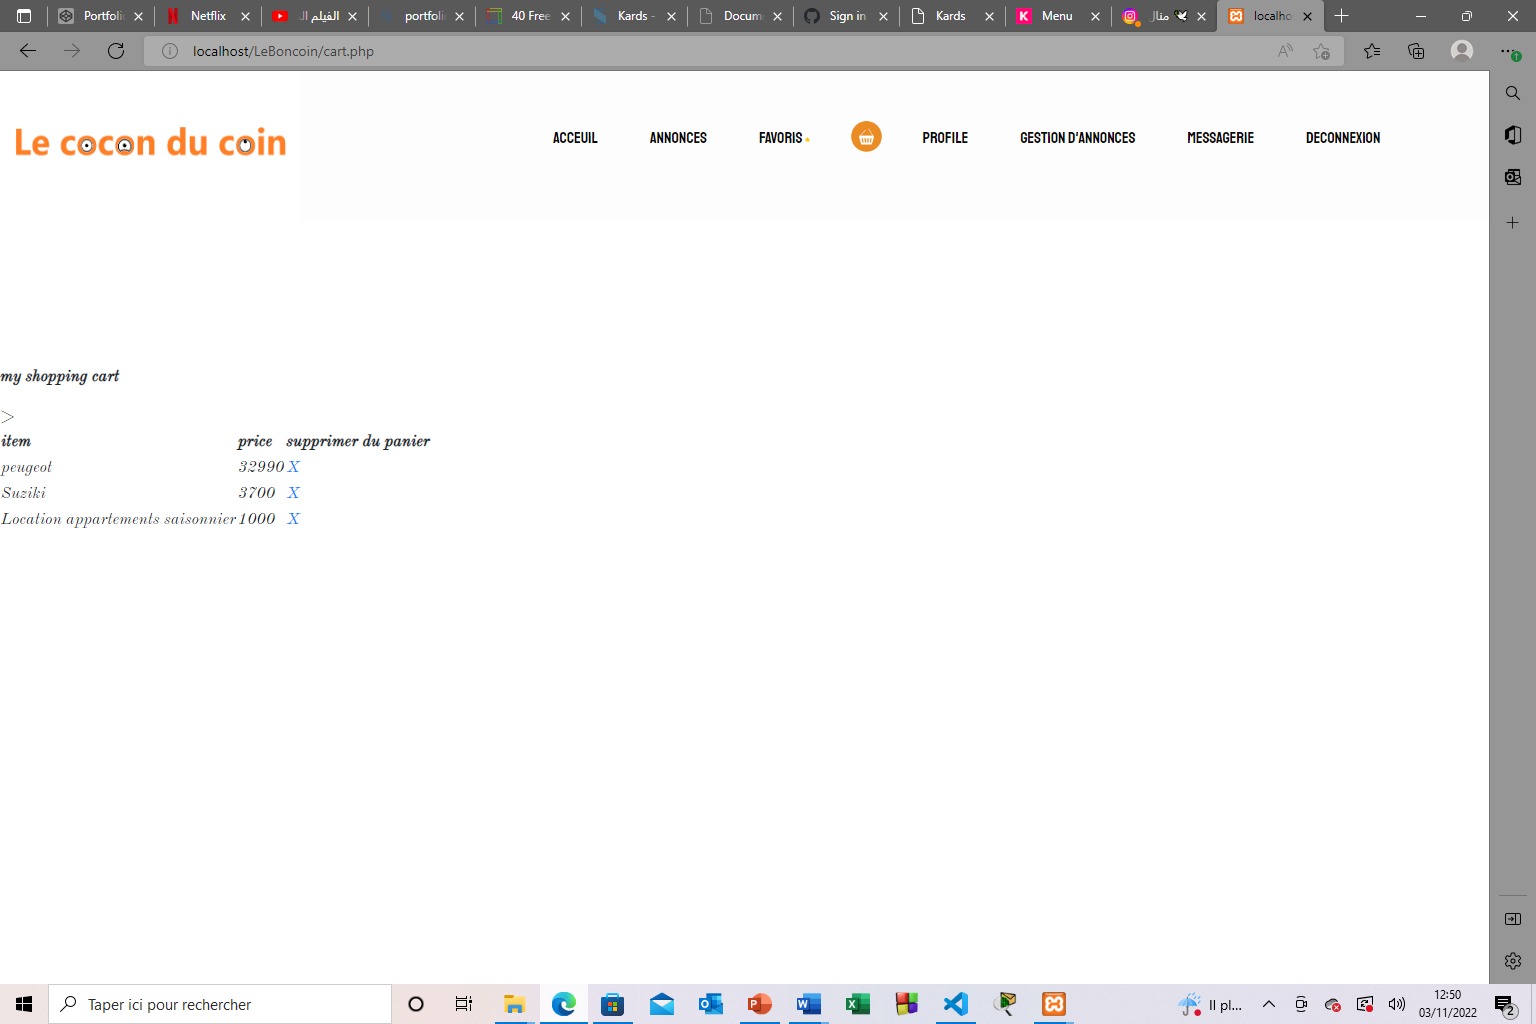 Portfoli
Netflix
الفيلم ال
portfoli
40 Free
Kards -
Docum
Sign in
Kards
Menu
منال
localho
localhost/LeBoncoin/cart.php
Le cocon du coin
ACCEUIL
ANNONCES
FAVORIS
PROFILE
GESTION D'ANNONCES
MESSAGERIE
DECONNEXION
my shopping cart
>
item price supprimer du panier
peugeot 32990 X
Suziki 3700 X
Location appartements saisonnier 1000 X
Taper ici pour rechercher
Il pl...
12:50
03/11/2022
2